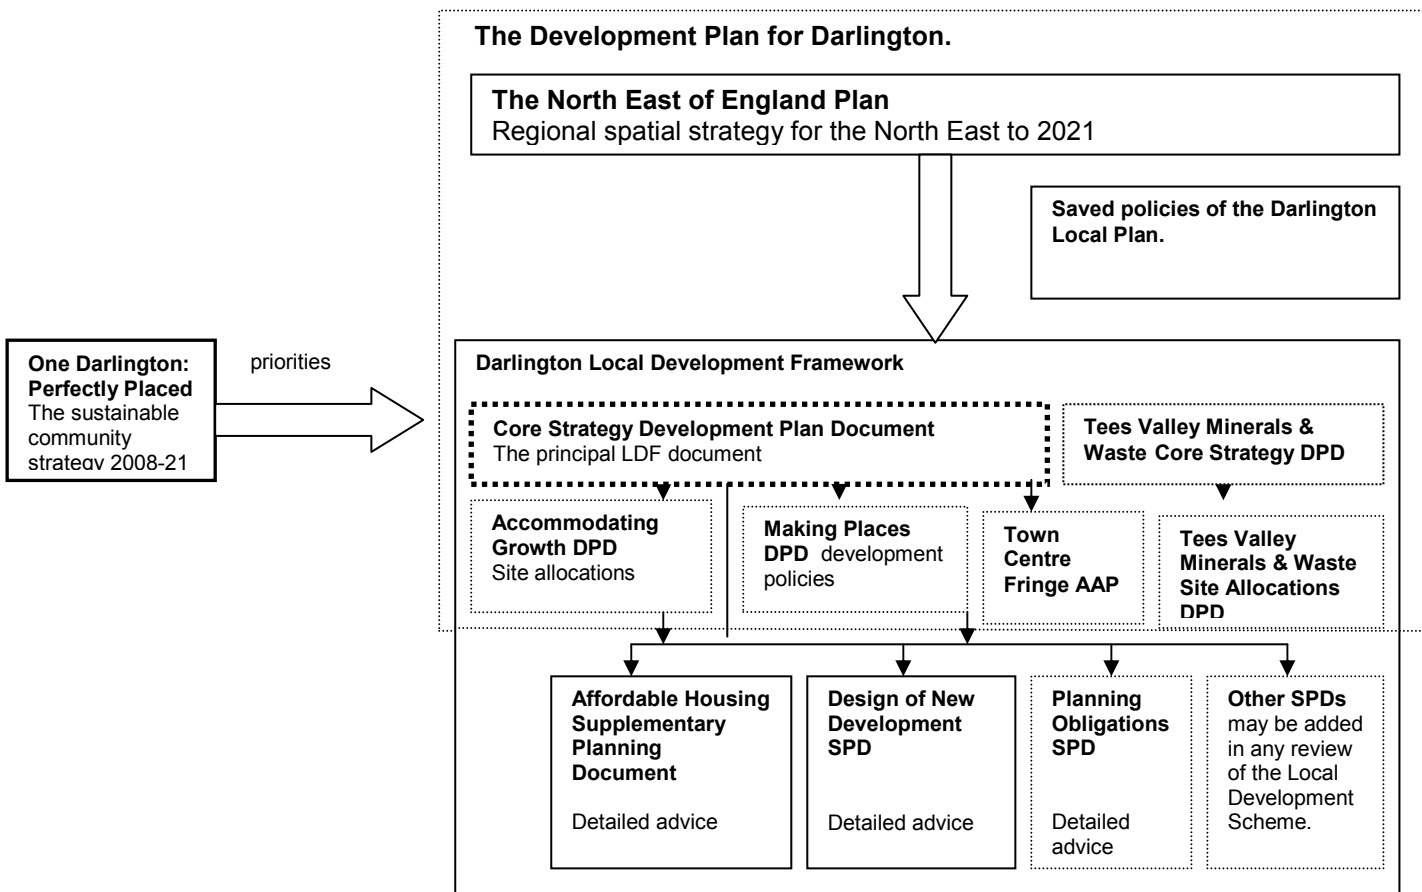 The Development Plan for Darlington.
The North East of England Plan
Regional spatial strategy for the North East to 2021
Saved policies of the Darlington
Local Plan.
One Darlington:
Perfectly Placed
The sustainable
community
strategy 2008-21
priorities
Darlington Local Development Framework
Core Strategy Development Plan Document
The principal LDF document
Tees Valley Minerals &
Waste Core Strategy DPD
Accommodating
Growth DPD
Site allocations
Making Places
DPD development
policies
Town
Centre
Fringe AAP
Tees Valley
Minerals & Waste
Site Allocations
DPD
Affordable Housing
Supplementary
Planning
Document
Detailed advice
Design of New
Development
SPD
Detailed advice
Planning
Obligations
SPD
Detailed
advice
Other SPDs
may be added
in any review
of the Local
Development
Scheme.